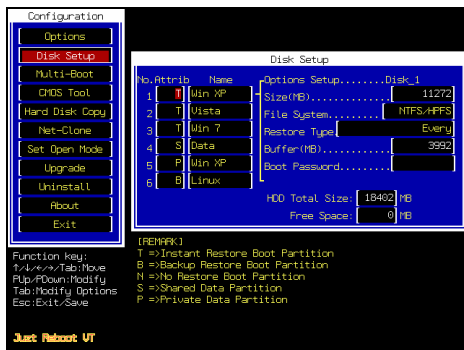 Configuration
Options
Disk Setup
Multi-Boot
CMOS Tool
Hard Disk Copy
Net-Clone
Set Open Mode
Upgrade
Uninstall
About
Exit
Function key:
↑/↓/←/→/Tab:Move
PUp/PDown:Modify
Tab:Modify Options
Esc:Exit/Save
Just Reboot VT
Disk Setup
No.Attrib Name Options Setup........Disk_1
1 T Win XP Size(MB)............. 11272
2 T Vista File System......... NTFS/HPFS
3 T Win 7 Restore Type Every
4 S Data Buffer(MB)............. 3992
5 P Win XP Boot Password........
6 B Linux
HDD Total Size: 18402 MB
Free Space: 0 MB
[REMARK]
T =>Instant Restore Boot Partition
B =>Backup Restore Boot Partition
N =>No Restore Boot Partition
S =>Shared Data Partition
P =>Private Data Partition